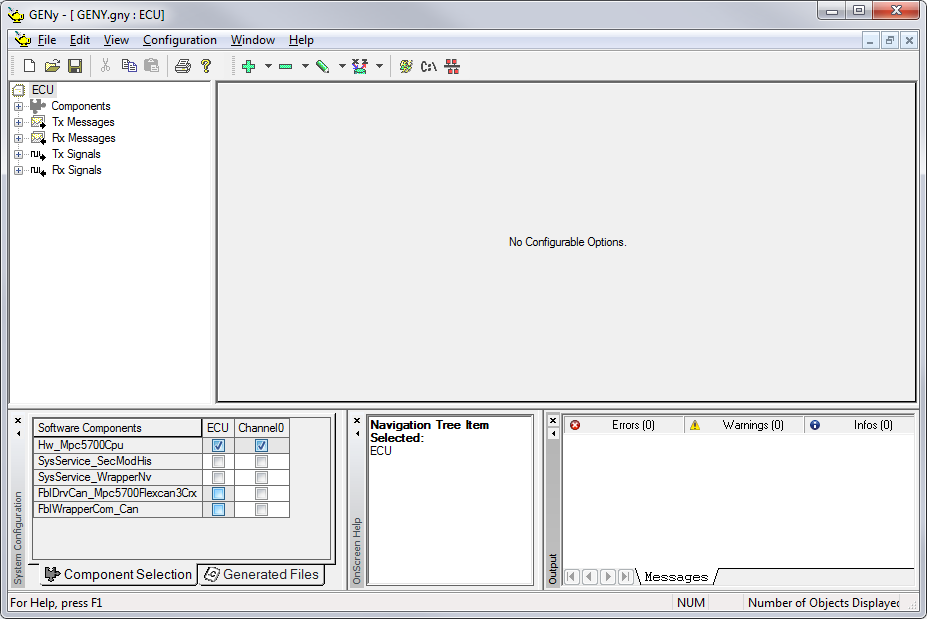 GENy - [ GENY.gny : ECU]
File Edit View Configuration Window Help
C:\
ECU
Components
Tx Messages
Rx Messages
Tx Signals
Rx Signals
No Configurable Options.
System Configuration
Software Components ECU Channel0
Hw_Mpc5700Cpu
SysService_SecModHis
SysService_WrapperNv
FblDrvCan_Mpc5700Flexcan3Crx
FblWrapperCom_Can
Component Selection Generated Files
OnScreen Help
Navigation Tree Item
Selected:
ECU
Output
Errors (0) Warnings (0) Infos (0)
Messages
For Help, press F1 NUM Number of Objects Displayed